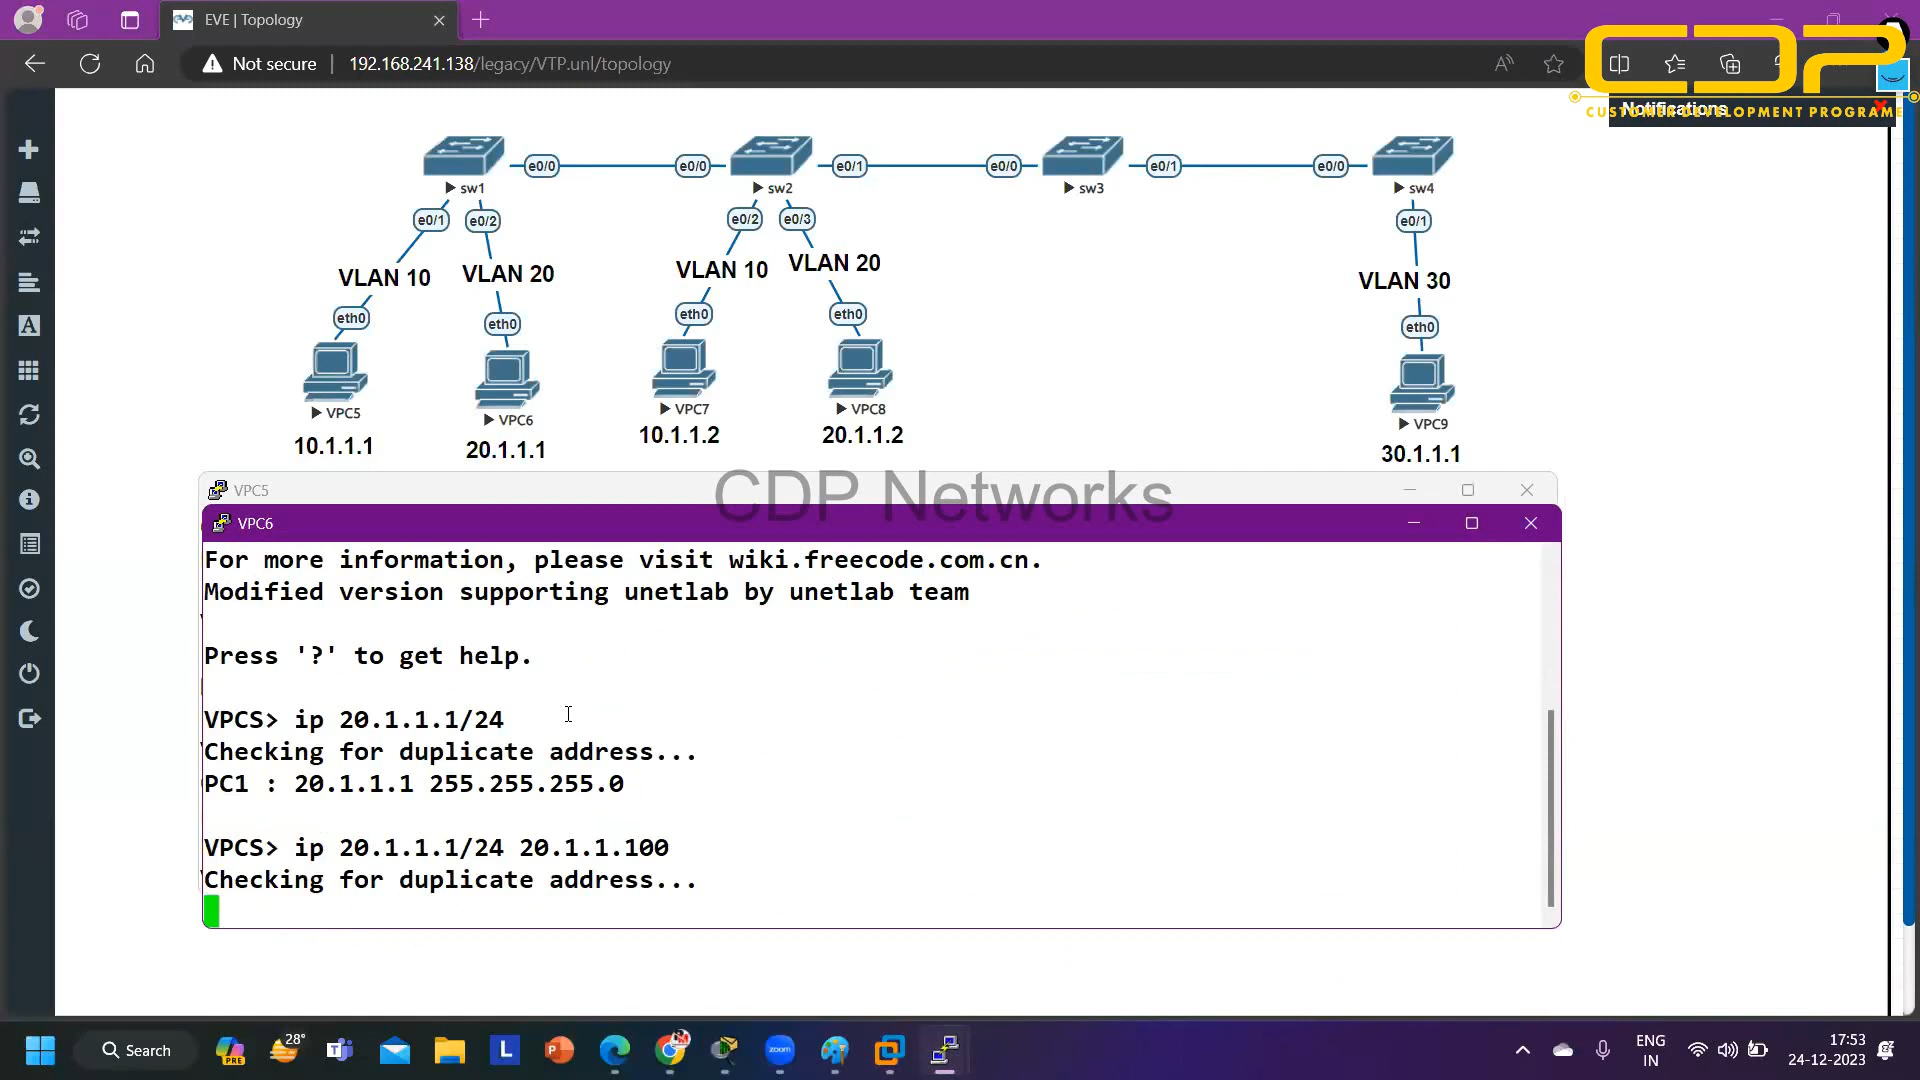 EVE | Topology
Not secure | 192.168.241.138/legacy/VTP.unl/topology
CDP
CUSTOMER DEVELOPMENT PROGRAME
Notifications
e0/0 e0/0 e0/1 e0/0 e0/1 e0/0
sw1 sw2 sw3 sw4
e0/1 e0/2 e0/2 e0/3 e0/1
VLAN 10 VLAN 20 VLAN 10 VLAN 20 VLAN 30
eth0 eth0 eth0 eth0 eth0
VPC5 VPC6 VPC7 VPC8 VPC9
10.1.1.1 20.1.1.1 10.1.1.2 20.1.1.2 30.1.1.1
CDP Networks
VPC5
VPC6
For more information, please visit wiki.freecode.com.cn.
Modified version supporting unetlab by unetlab team
Press '?' to get help.
VPCS> ip 20.1.1.1/24
Checking for duplicate address...
PC1 : 20.1.1.1 255.255.255.0
VPCS> ip 20.1.1.1/24 20.1.1.100
Checking for duplicate address...
Search
PRE
28°
zoom
ENG
IN
17:53
24-12-2023